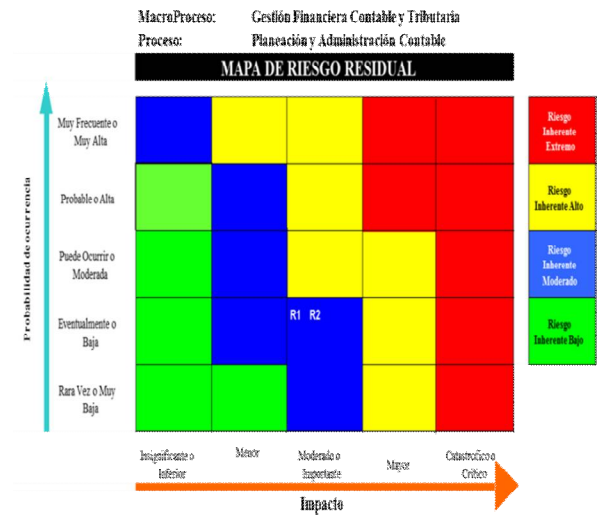 MacroProceso: Gestión Financiera Contable y Tributaria
Proceso: Planeación y Administración Contable
MAPA DE RIESGO RESIDUAL
Probabilidad de ocurrencia
Muy Frecuente o
Muy Alta
Probable o Alta
Puede Ocurrir o
Moderada
Eventualmente o
Baja
Rara Vez o Muy
Baja
R1 R2
Riesgo
Inherente
Extremo
Riesgo
Inherente Alto
Riesgo
Inherente
Moderado
Riesgo
Inherente Bajo
Insignificante o
Inferior
Menor
Moderado o
Importante
Mayor
Catastrofico o
Crítico
Impacto